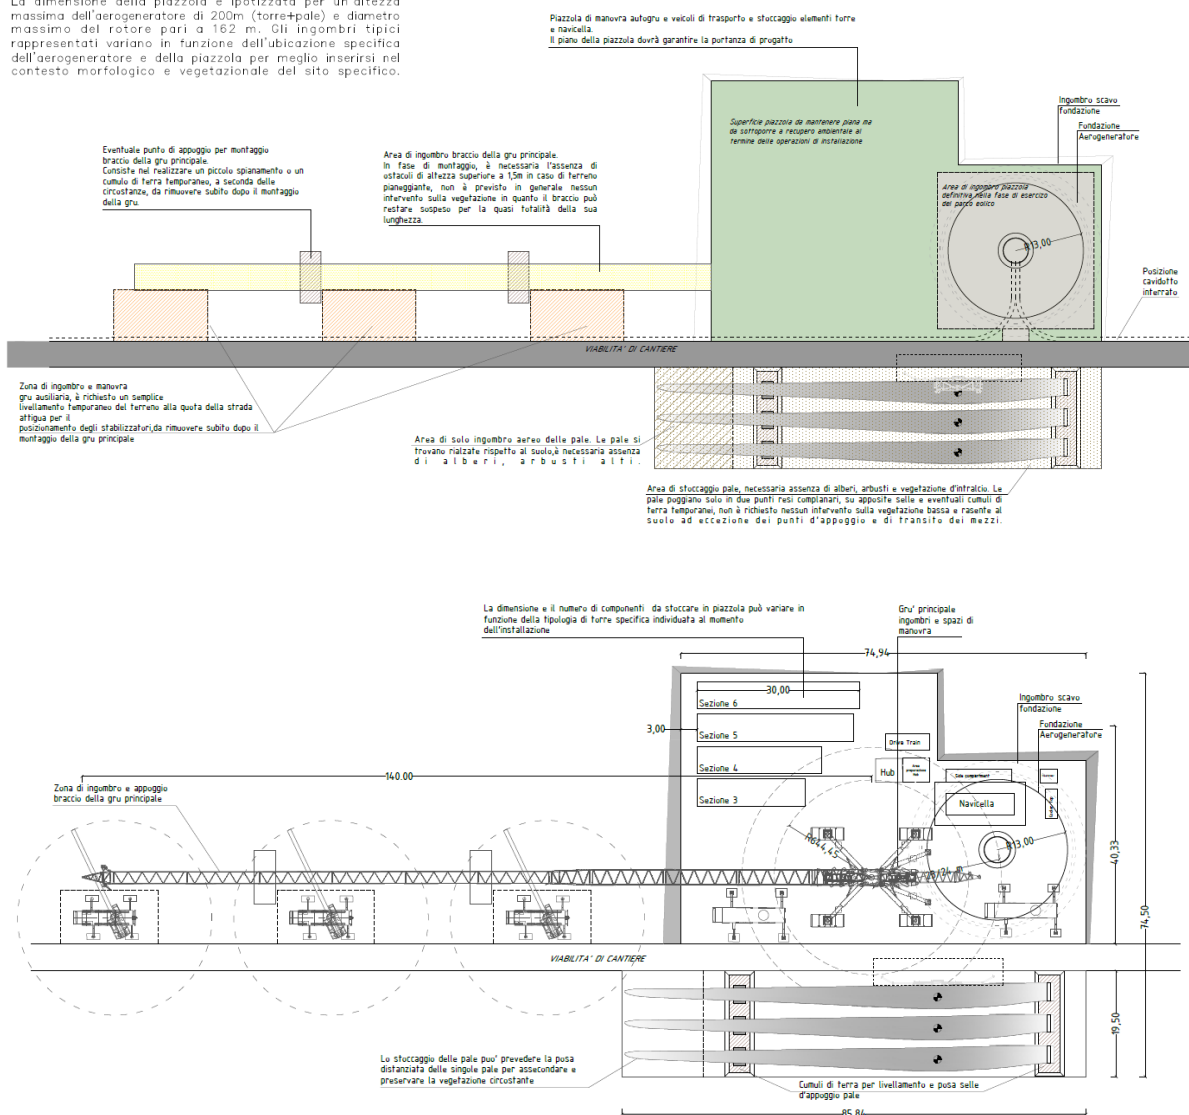 La dimensione della piazzola è ipotizzata per un'altezza
massima dell'aerogeneratore di 200m (torre+pale) e diametro
massimo del rotore pari a 162 m. Gli ingombri tipici
rappresentati variano in funzione dell'ubicazione specifica
dell'aerogeneratore e della piazzola per meglio inserirsi nel
contesto morfologico e vegetazionale del sito specifico.
Piazzola di manovra autogru e veicoli di trasporto e stoccaggio elementi torre
e navicella.
Il piano della piazzola dovrà garantire la portanza di progatto
Ingombro scavo
fondazione
Fondazione
Aerogeneratore
Superficie piazzola da mantenere piana ma
da sottoporre a recupero ambientale al
termine delle operazioni di installazione
Eventuale punto di appoggio per montaggio
braccio della gru principale.
Consiste nel realizzare un piccolo spianamento o un
cumulo di terra temporaneo, a seconda delle
circostanze, da rimuovere subito dopo il montaggio
della gru.
Area di ingombro braccio della gru principale.
In fase di montaggio, è necessaria l'assenza di
ostacoli di altezza superiore a 1,5m in caso di terreno
pianeggiante, non è previsto in generale nessun
intervento sulla vegetazione in quanto il braccio può
restare sospeso per la quasi totalità della sua
lunghezza.
Area di ingombro piazzola
definitiva nella fase di esercizo
del parco eolico
R13,00
Posizione
cavidotto
interrato
VIABILITA' DI CANTIERE
Zona di ingombro e manovra
gru ausiliaria, è richiesto un semplice
livellamento temporaneo del terreno alla quota della strada
attigua per il
posizionamento degli stabilizzatori,da rimuovere subito dopo il
montaggio della gru principale
Area di solo ingombro aereo delle pale. Le pale si
trovano rialzate rispetto al suolo,è necessaria assenza
di alberi, arbusti alti.
Area di stoccaggio pale, necessaria assenza di alberi, arbusti e vegetazione d'intralcio. Le
pale poggiano solo in due punti resi complanari, su apposite selle e eventuali cumuli di
terra temporanei, non è richiesto nessun intervento sulla vegetazione bassa e rasente al
suolo ad eccezione dei punti d'appoggio e di transito dei mezzi.
La dimensione e il numero di componenti da stoccare in piazzola può variare in
funzione della tipologia di torre specifica individuata al momento
dell'installazione
Gru' principale
ingombri e spazi di
manovra
74,94
30,00
Sezione 6
3,00
Sezione 5
Sezione 4
Sezione 3
Drive Train
Hub
Ingombro scavo
fondazione
Fondazione
Aerogeneratore
Side compartment
Navicella
140.00
Zona di ingombro e appoggio
braccio della gru principale
R644,45
R13,00
40,33
74,50
VIABILITA' DI CANTIERE
19,50
Lo stoccaggio delle pale puo' prevedere la posa
distanziata delle singole pale per assecondare e
preservare la vegetazione circostante
Cumuli di terra per livellamento e posa selle
d'appoggio pale
85,84